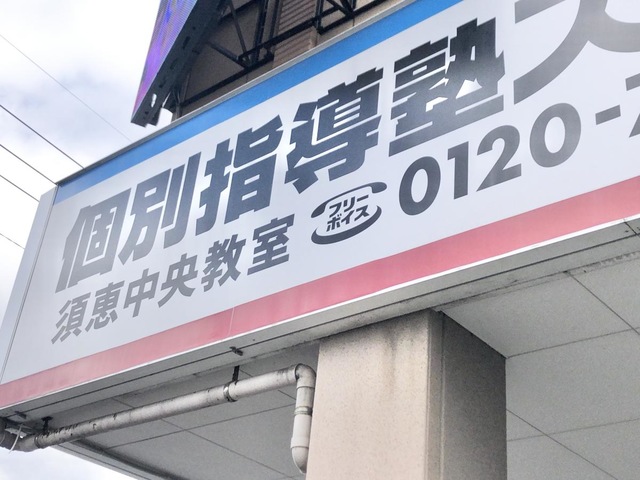 個別指導塾
須恵中央教室
フリー
ボイス
0120-